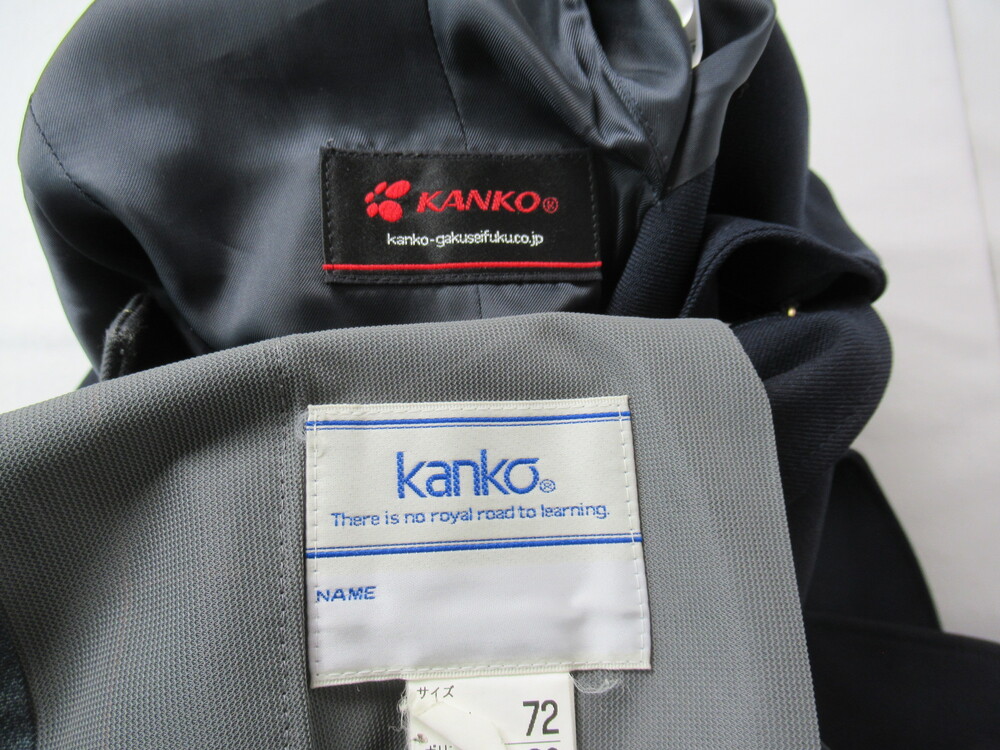 KANKO®
kanko-gakuseifuku.co.jp
kanko®
There is no royal road to learning.
NAME
サイズ
72